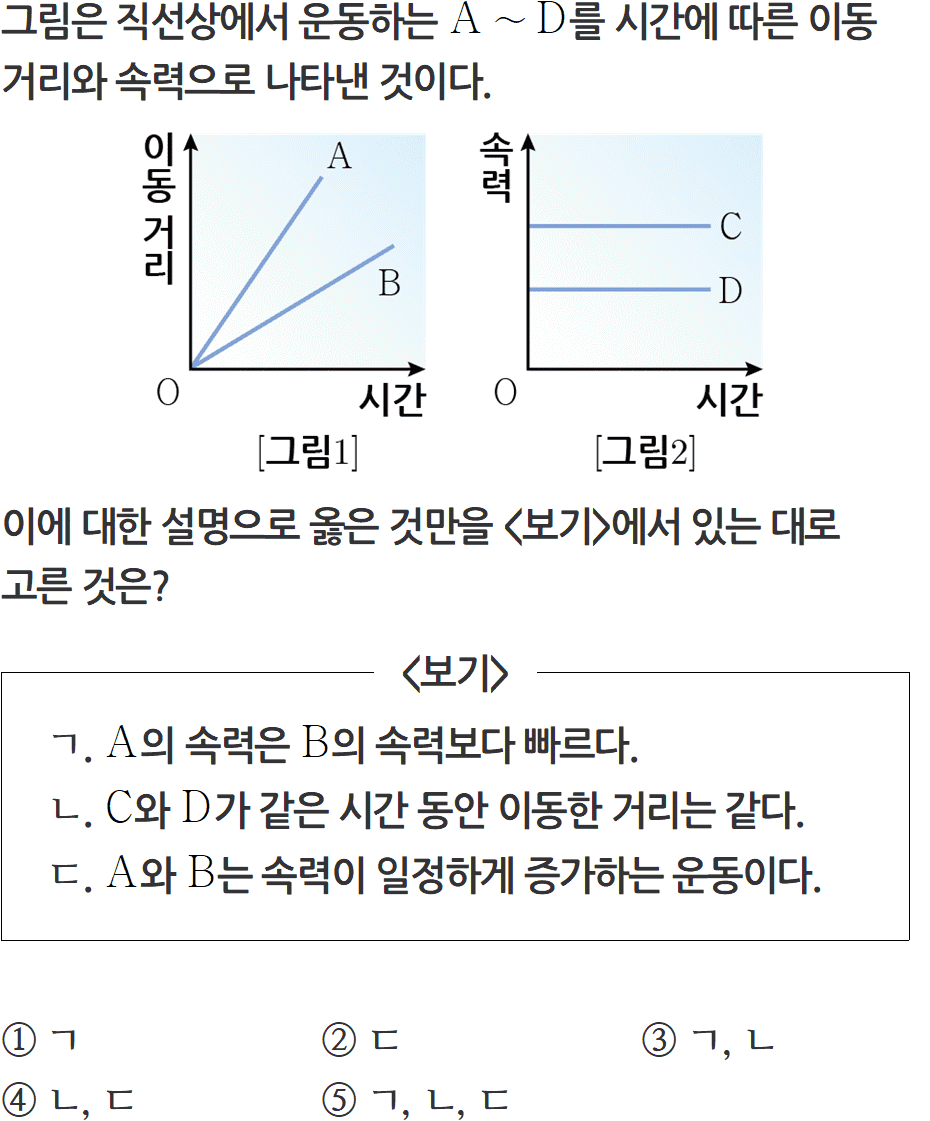 그림은 직선상에서 운동하는 A ~ D를 시간에 따른 이동
거리와 속력으로 나타낸 것이다.
이동 거리
A
B
O
시간
[그림1]
속력
C
D
O
시간
[그림2]
이에 대한 설명으로 옳은 것만을 <보기>에서 있는 대로
고른 것은?
<보기>
ㄱ. A의 속력은 B의 속력보다 빠르다.
ㄴ. C와 D가 같은 시간 동안 이동한 거리는 같다.
ㄷ. A와 B는 속력이 일정하게 증가하는 운동이다.
① ㄱ ② ㄷ ③ ㄱ, ㄴ
④ ㄴ, ㄷ ⑤ ㄱ, ㄴ, ㄷ